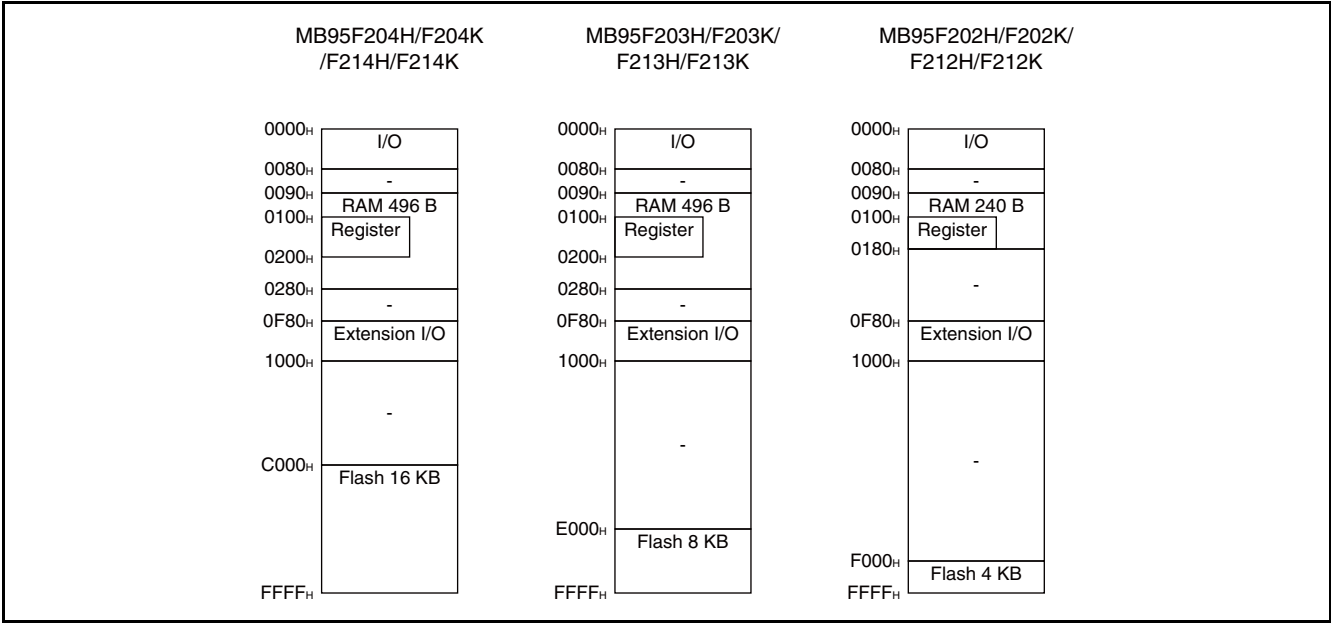 MB95F204H/F204K
/F214H/F214K
0000H
I/O
0080H
-
0090H
RAM 496 B
0100H
Register
0200H
0280H
-
0F80H
Extension I/O
1000H
-
C000H
Flash 16 KB
FFFFH
MB95F203H/F203K/
F213H/F213K
0000H
I/O
0080H
-
0090H
RAM 496 B
0100H
Register
0200H
0280H
-
0F80H
Extension I/O
1000H
-
E000H
Flash 8 KB
FFFFH
MB95F202H/F202K/
F212H/F212K
0000H
I/O
0080H
-
0090H
RAM 240 B
0100H
Register
0180H
-
0F80H
Extension I/O
1000H
-
F000H
Flash 4 KB
FFFFH